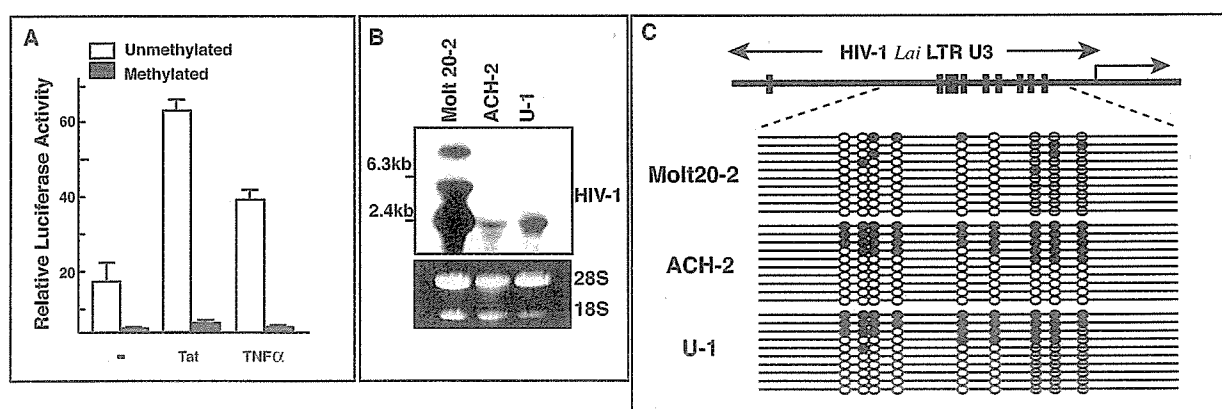 A
Unmethylated
Methylated
Relative Luciferase Activity
60
40
20
-
Tat
TNFα
B
Molt 20-2
ACH-2
U-1
6.3kb
2.4kb
HIV-1
28S
18S
C
HIV-1 Lai LTR U3
Molt20-2
ACH-2
U-1